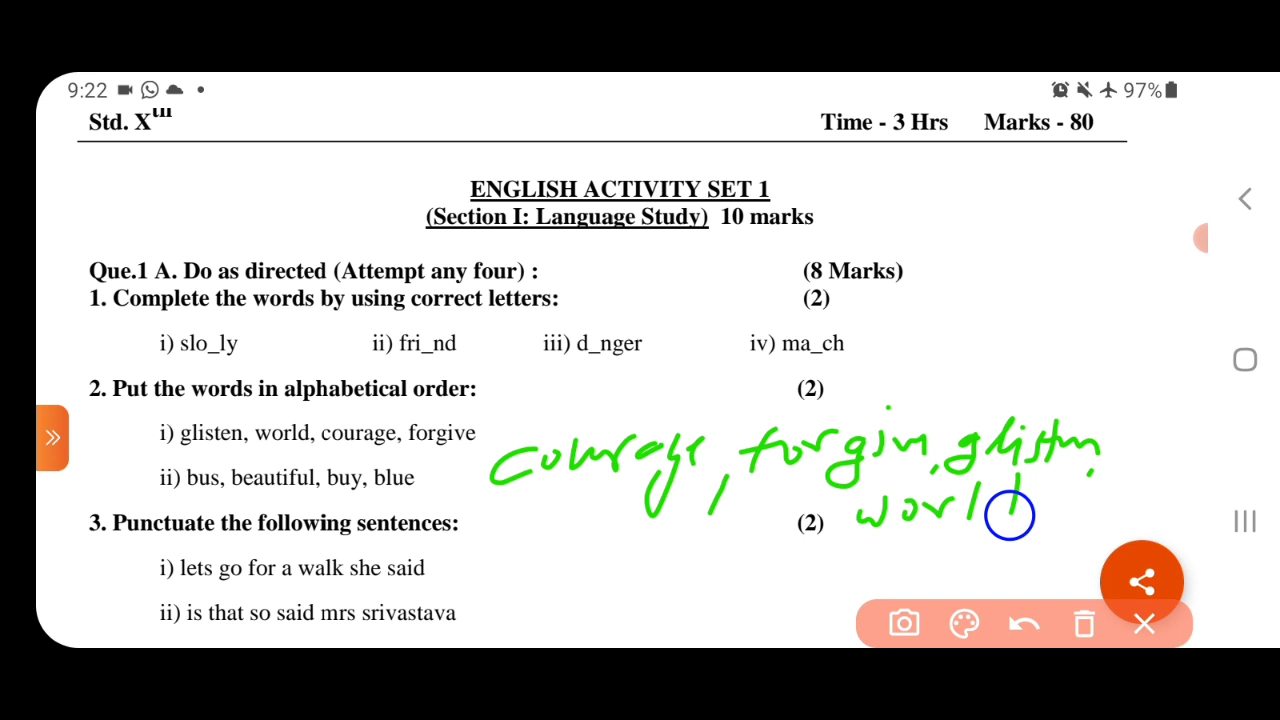 9:22 97%
Std. Xth Time - 3 Hrs Marks - 80
ENGLISH ACTIVITY SET 1
(Section I: Language Study) 10 marks
Que.1 A. Do as directed (Attempt any four) : (8 Marks)
1. Complete the words by using correct letters: (2)
i) slo_ly ii) fri_nd iii) d_nger iv) ma_ch
2. Put the words in alphabetical order: (2)
i) glisten, world, courage, forgive
courage, forgive, glisten,
ii) bus, beautiful, buy, blue
world
3. Punctuate the following sentences: (2)
i) lets go for a walk she said
ii) is that so said mrs srivastava